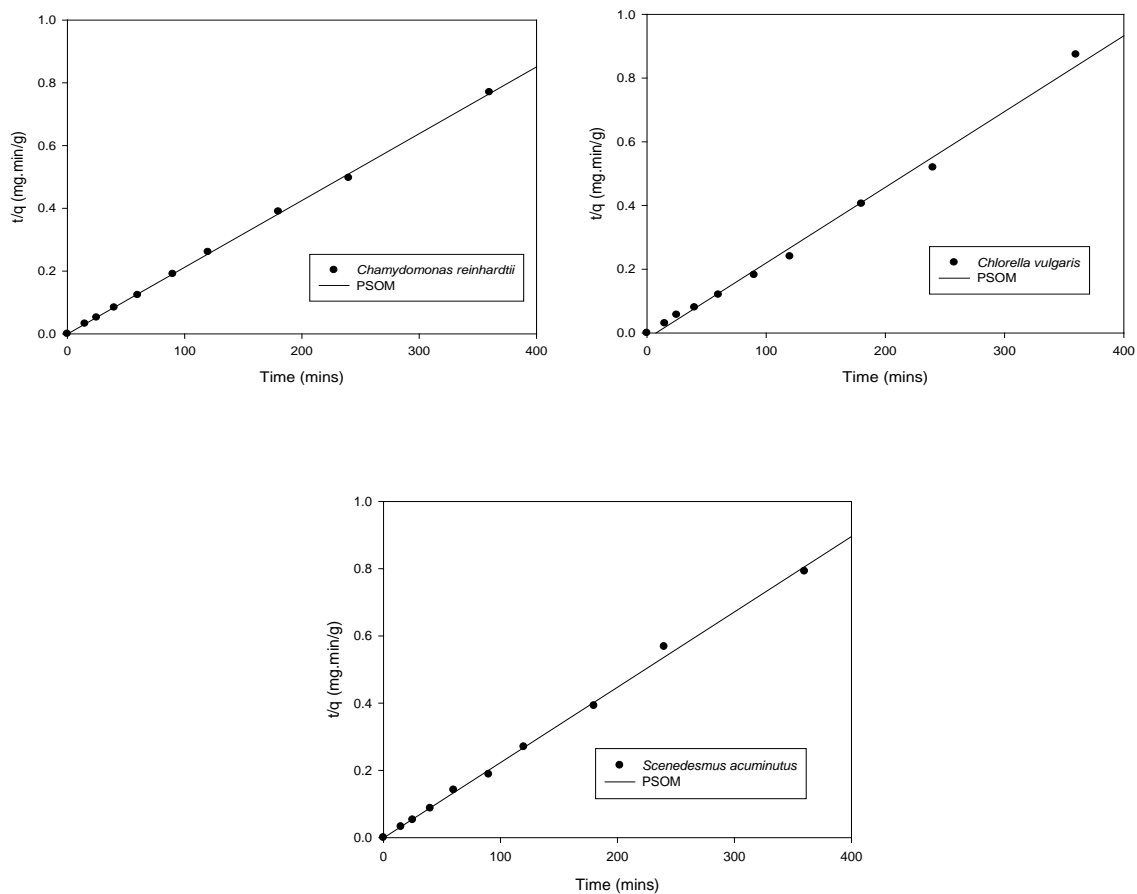 1.0
0.8
0.6
0.4
0.2
0.0
t/q (mg.min/g)
Chamydomonas reinhardtii
PSOM
0 100 200 300 400
Time (mins)
1.0
0.8
0.6
0.4
0.2
0.0
t/q (mg.min/g)
Chlorella vulgaris
PSOM
0 100 200 300 400
Time (mins)
1.0
0.8
0.6
0.4
0.2
0.0
t/q (mg.min/g)
Scenedesmus acuminutus
PSOM
0 100 200 300 400
Time (mins)